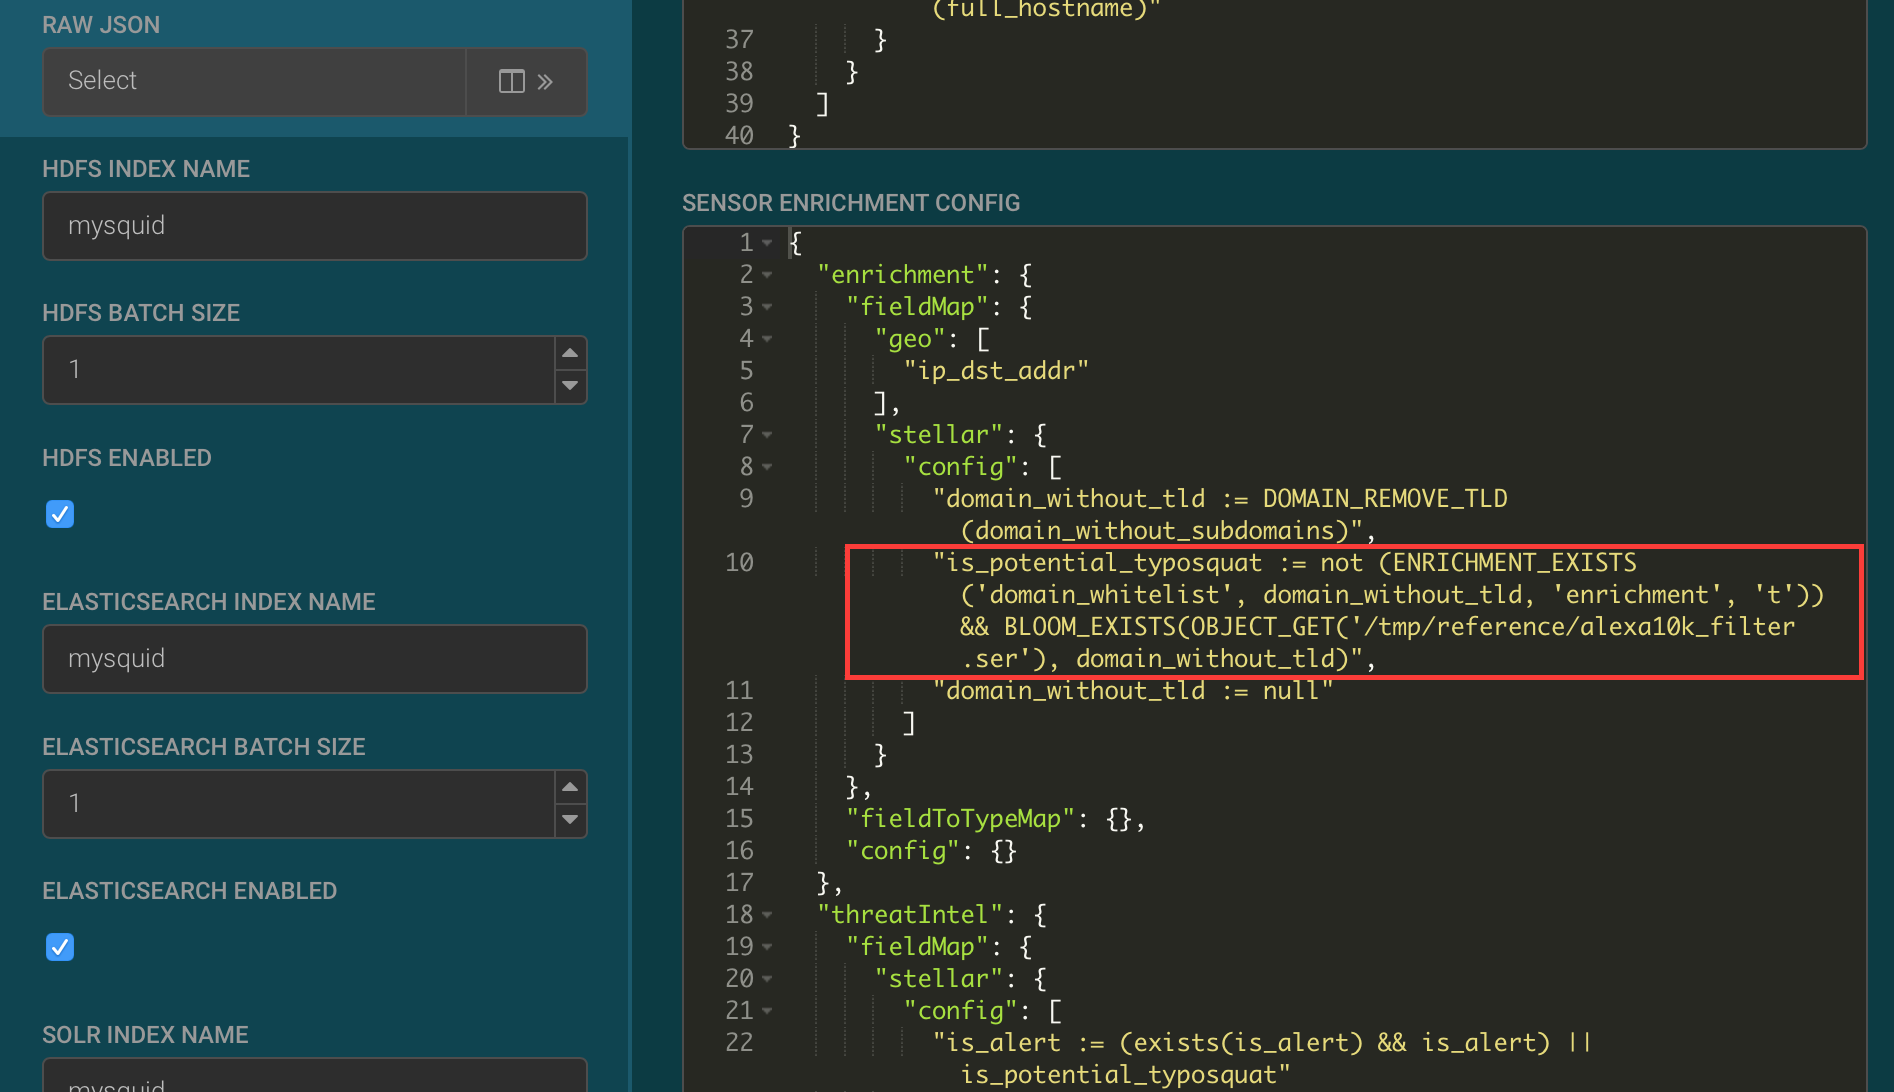 RAW JSON
Select
HDFS INDEX NAME
mysquid
HDFS BATCH SIZE
1
HDFS ENABLED
ELASTICSEARCH INDEX NAME
mysquid
ELASTICSEARCH BATCH SIZE
1
ELASTICSEARCH ENABLED
SOLR INDEX NAME
mysquid
(full_hostname)"
37 }
38 }
39 ]
40 }
SENSOR ENRICHMENT CONFIG
1 {
2 "enrichment": {
3 "fieldMap": {
4 "geo": [
5 "ip_dst_addr"
6 ],
7 "stellar": {
8 "config": [
9 "domain_without_tld := DOMAIN_REMOVE_TLD
(domain_without_subdomains)",
10 "is_potential_typosquat := not (ENRICHMENT_EXISTS
('domain_whitelist', domain_without_tld, 'enrichment', 't'))
&& BLOOM_EXISTS(OBJECT_GET('/tmp/reference/alexa10k_filter
.ser'), domain_without_tld)",
11 "domain_without_tld := null"
12 ]
13 }
14 },
15 "fieldToTypeMap": {},
16 "config": {}
17 },
18 "threatIntel": {
19 "fieldMap": {
20 "stellar": {
21 "config": [
22 "is_alert := (exists(is_alert) && is_alert) ||
is_potential_typosquat"